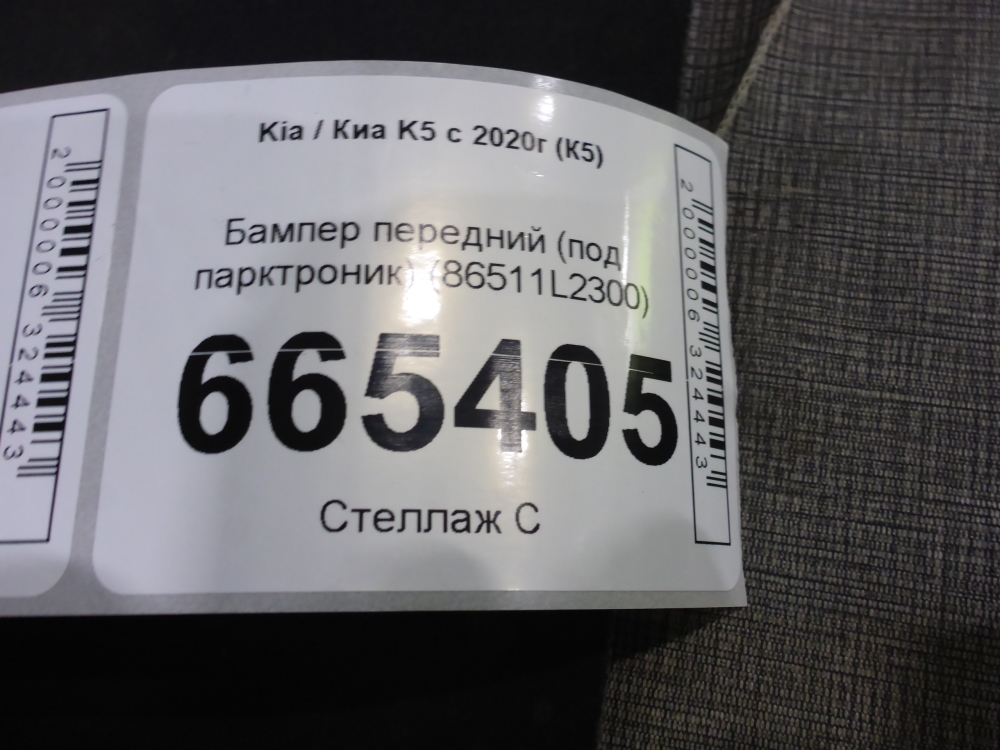 Kia / Киа K5 с 2020г (K5)
Бампер передний (под
парктроник) (86511L2300)
665405
Стеллаж С
2000006324443
2000006324443